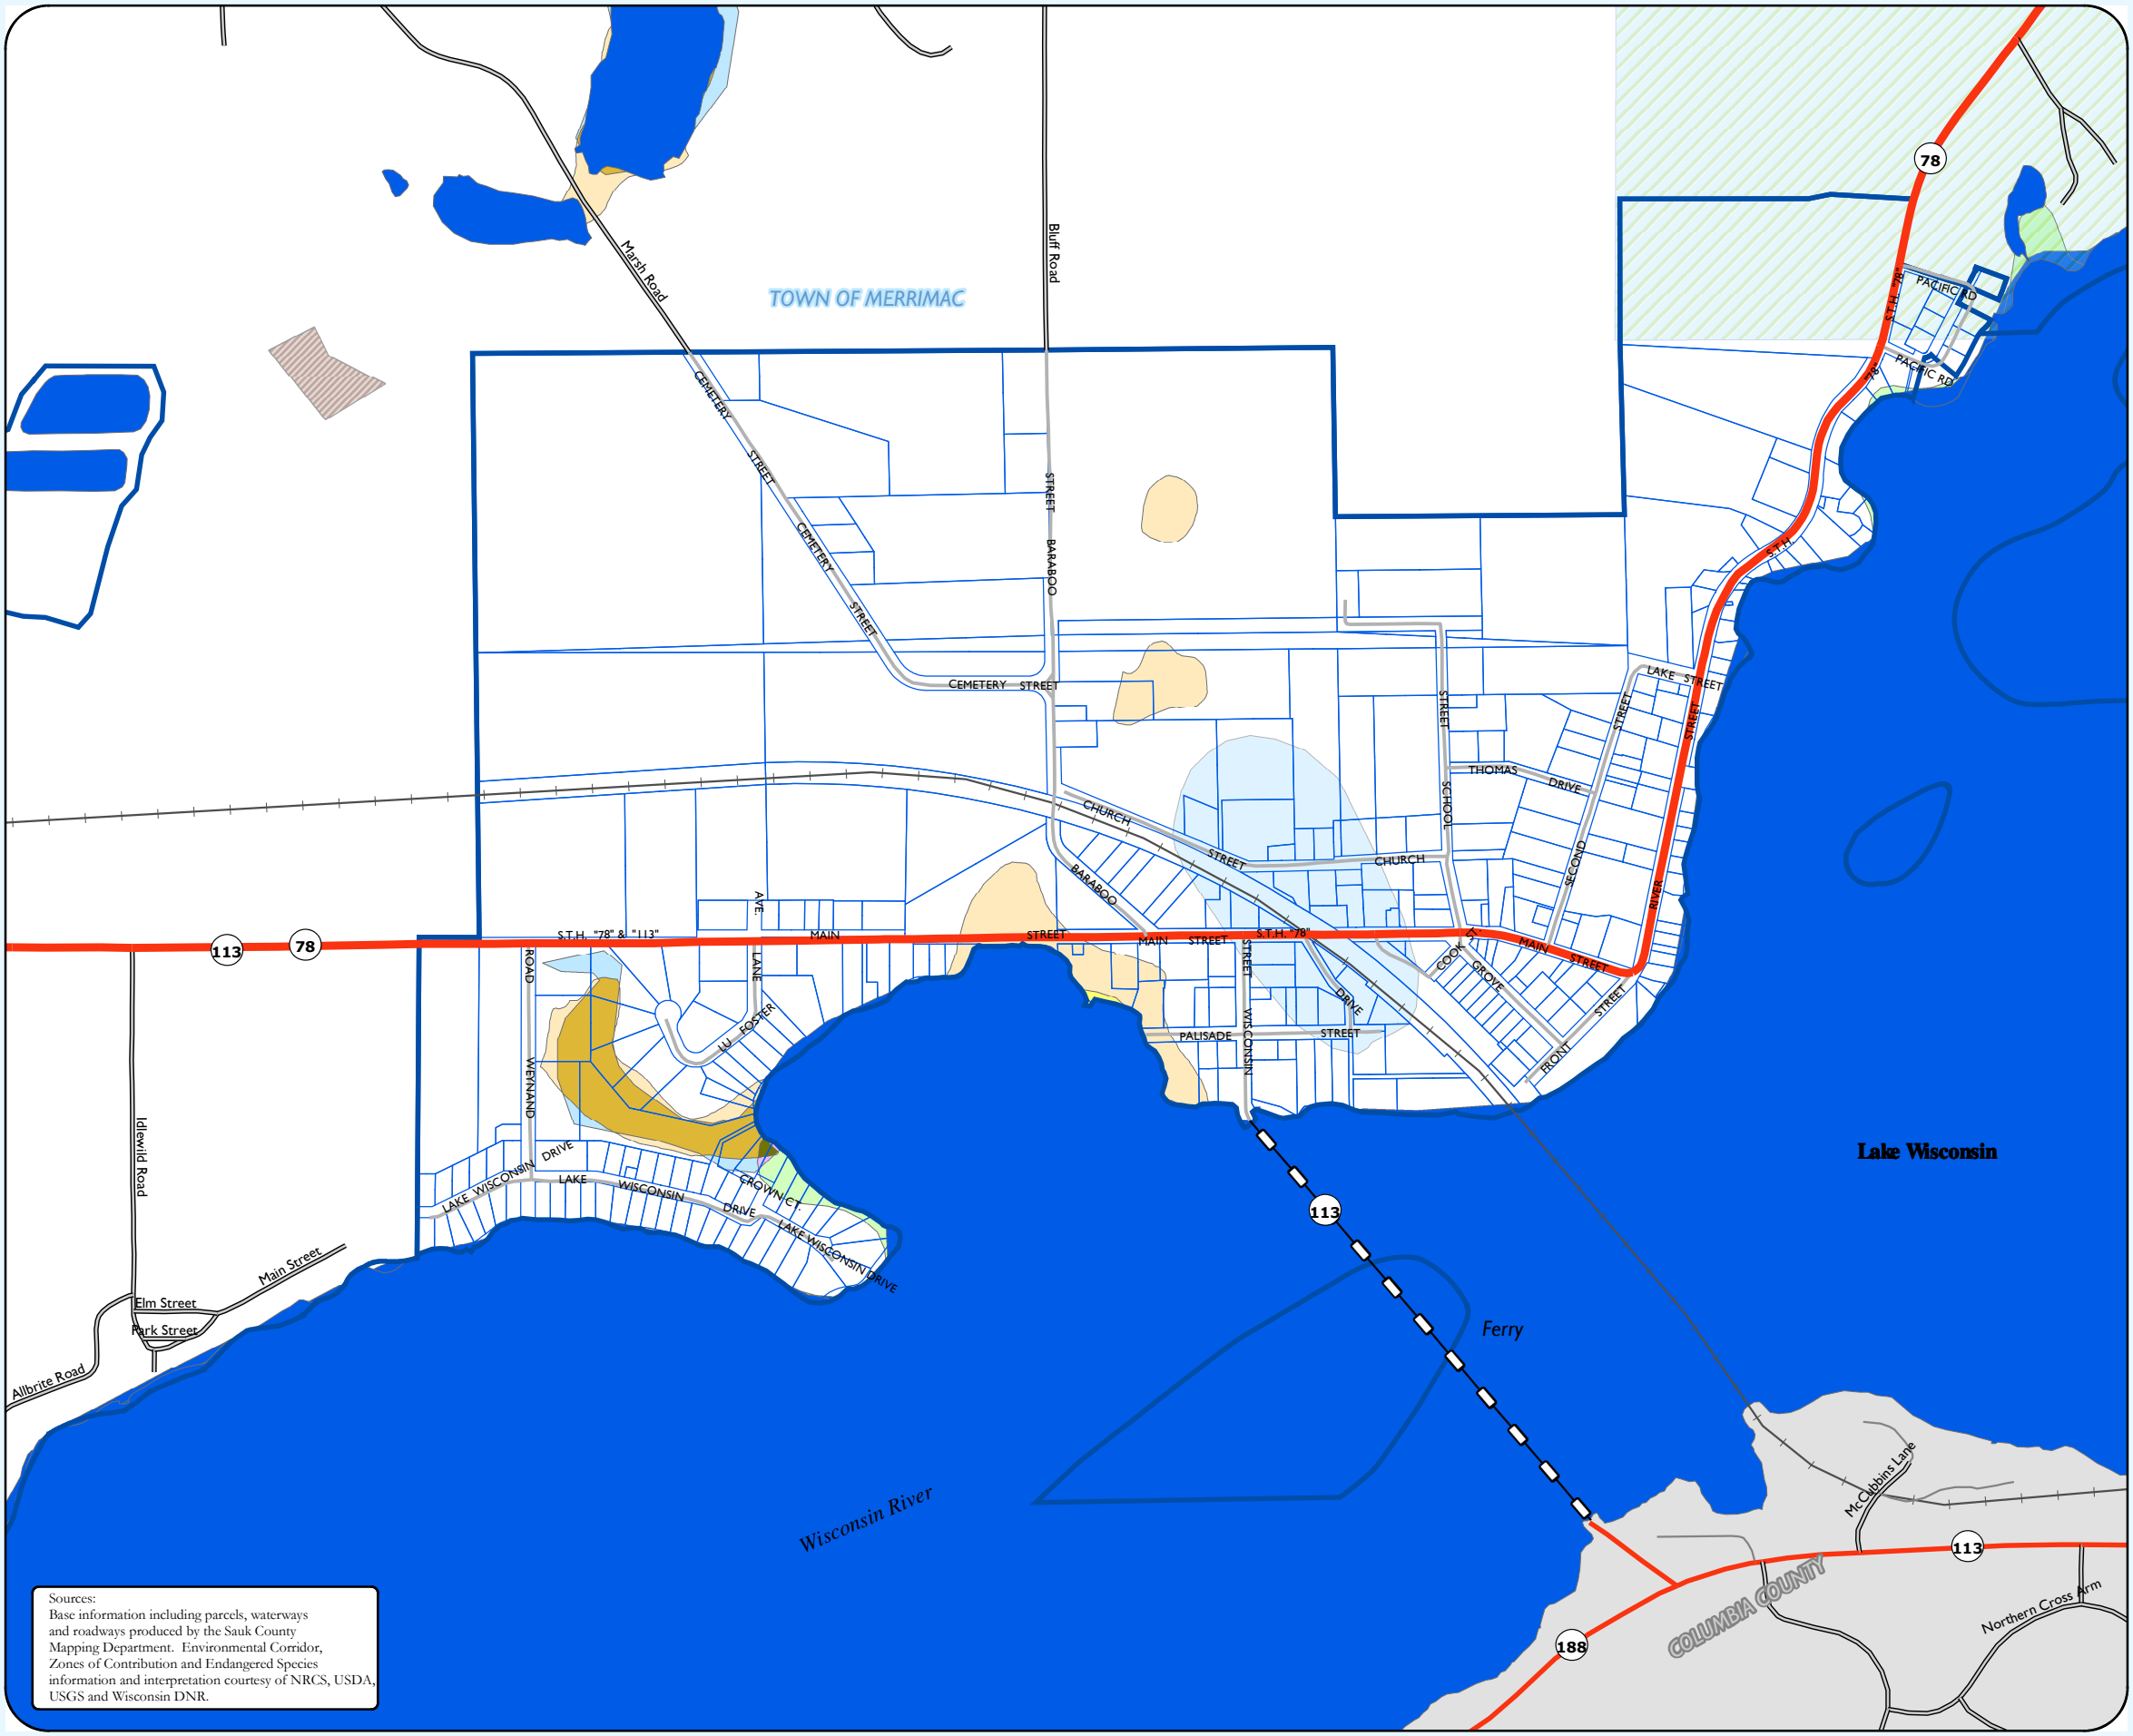 78
Marsh Road
Bluff Road
TOWN OF MERRIMAC
S.T.H. "78"
PACIFIC RD
PACIFIC RD
"78"
CEMETERY
STREET
CEMETERY
STREET
STREET
BARABOO
S.T.H.
CEMETERY STREET
LAKE STREET
STREET
STREET
STREET
THOMAS DRIVE
SCHOOL
CHURCH
STREET
CHURCH
SECOND
BARABOO
RIVER
AVE.
S.T.H. "78" & "113"
MAIN
STREET
MAIN STREET
S.T.H. "78"
COOK ST.
MAIN
STREET
113
78
ROAD
LANE
STREET
GROVE
DRIVE
STREET
LU FOSTER
PALISADE
WISCONSIN
STREET
FRONT
WEYNAND
Idlewild Road
LAKE WISCONSIN DRIVE
LAKE WISCONSIN
DRIVE
CROWN CT.
LAKE WISCONSIN DRIVE
Lake Wisconsin
113
Main Street
Elm Street
Park Street
Allbrite Road
Ferry
Wisconsin River
McCubbins Lane
113
COLUMBIA COUNTY
Northern Cross Arm
188
Sources:
Base information including parcels, waterways
and roadways produced by the Sauk County
Mapping Department.  Environmental Corridor,
Zones of Contribution and Endangered Species
information and interpretation courtesy of NRCS, USDA,
USGS and Wisconsin DNR.